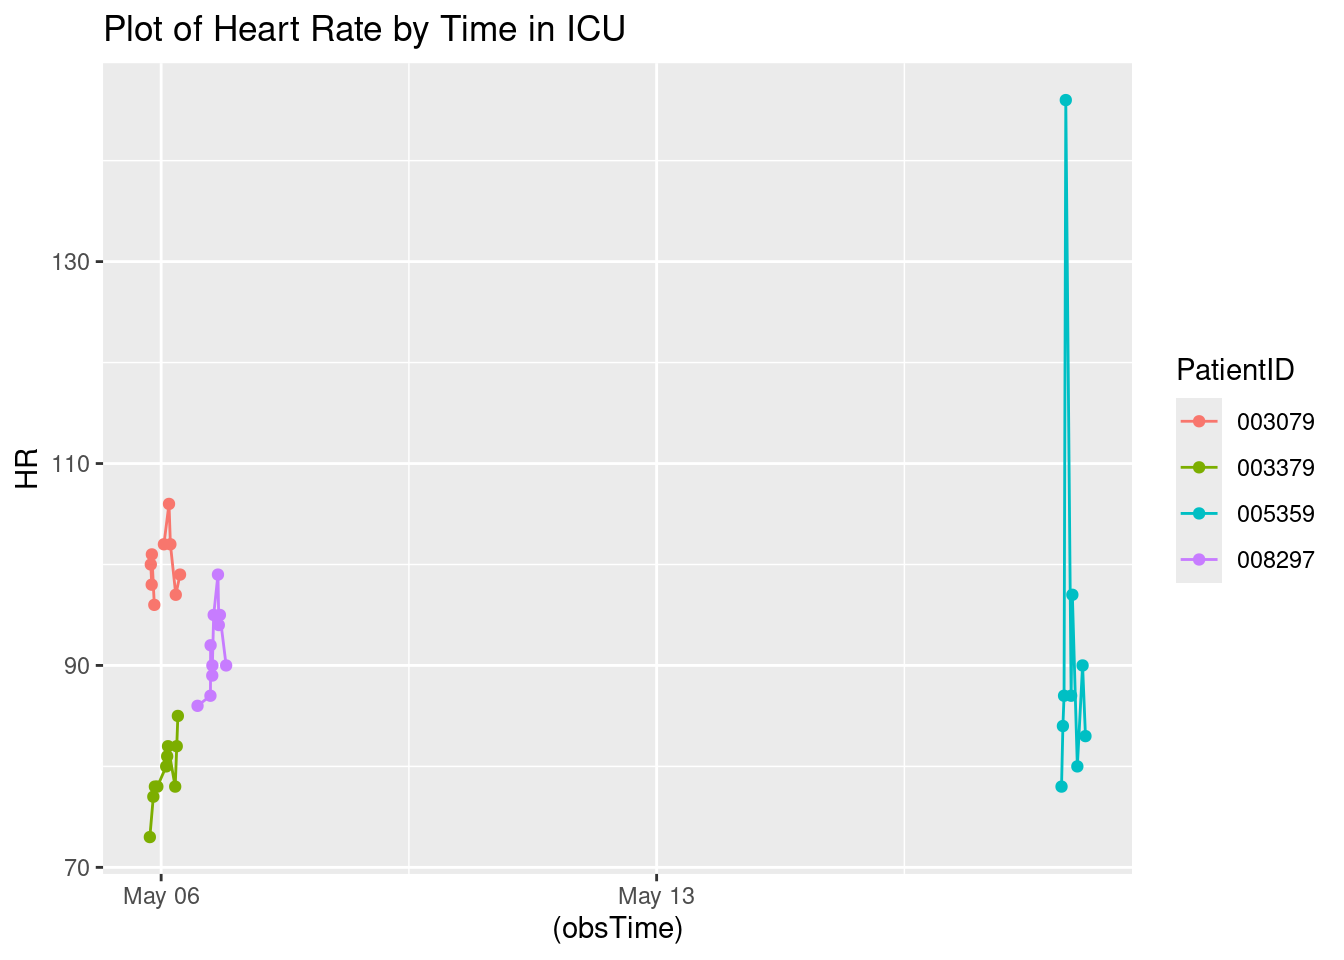 Plot of Heart Rate by Time in ICU
130
110
90
70
HR
May 06
May 13
(obsTime)
PatientID
003079
003379
005359
008297